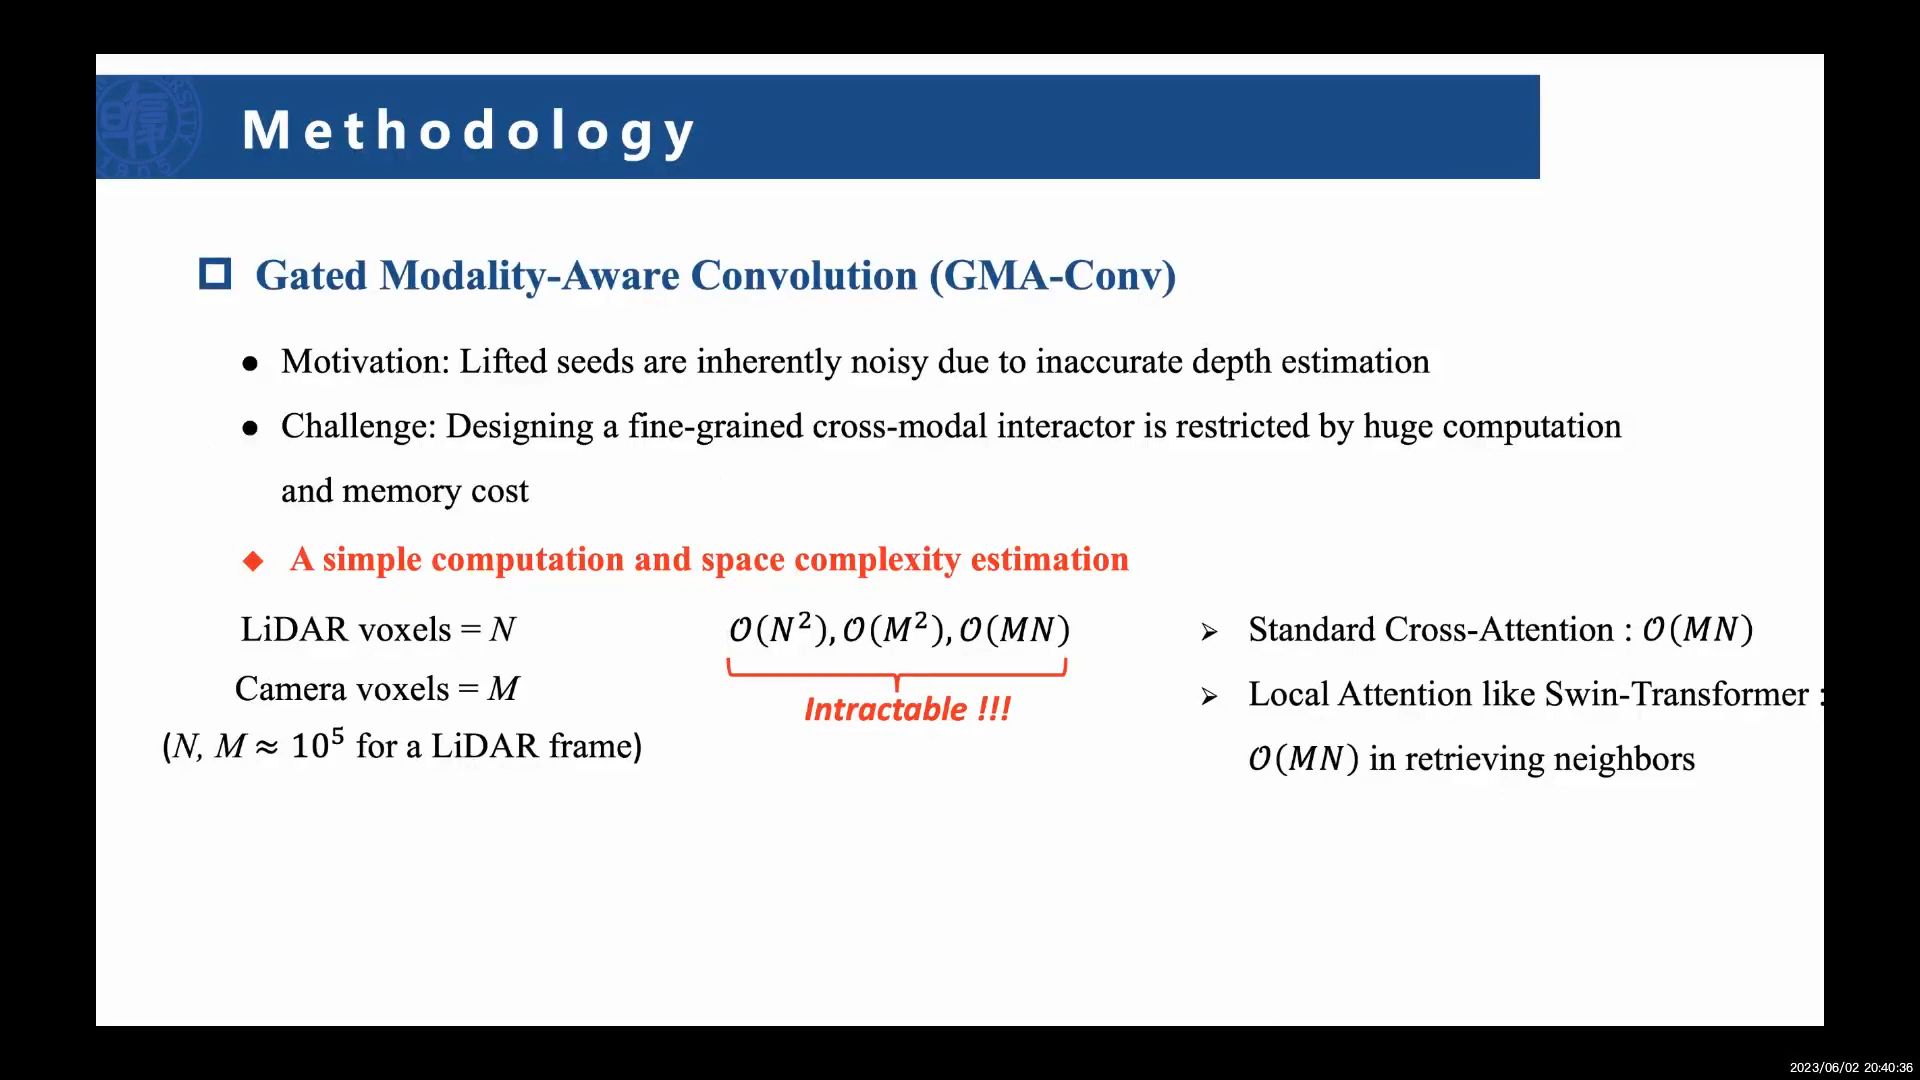 Methodology
Gated Modality-Aware Convolution (GMA-Conv)
● Motivation: Lifted seeds are inherently noisy due to inaccurate depth estimation
● Challenge: Designing a fine-grained cross-modal interactor is restricted by huge computation
and memory cost
◆ A simple computation and space complexity estimation
LiDAR voxels = N
Camera voxels = M
(N, M ≈ 10⁵ for a LiDAR frame)
𝒪(N²), 𝒪(M²), 𝒪(MN)
Intractable !!!
➢ Standard Cross-Attention : 𝒪(MN)
➢ Local Attention like Swin-Transformer :
𝒪(MN) in retrieving neighbors
2023/06/02 20:40:36